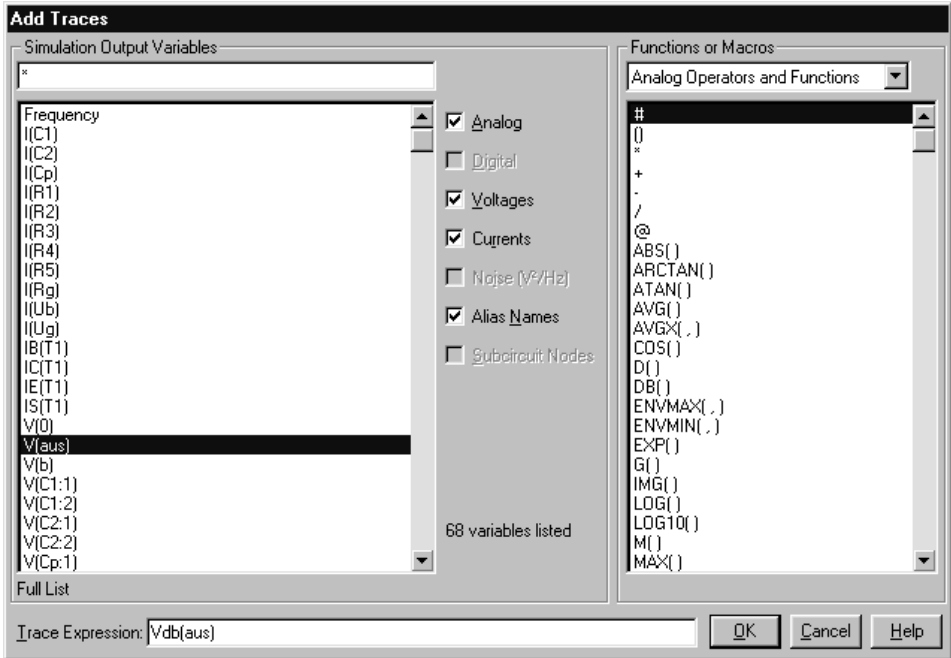 Add Traces
Simulation Output Variables
*
Frequency
I(C1)
I(C2)
I(Cp)
I(R1)
I(R2)
I(R3)
I(R4)
I(R5)
I(Rg)
I(Ub)
I(Ug)
IB(T1)
IC(T1)
IE(T1)
IS(T1)
V(0)
V(aus)
V(b)
V(C1:1)
V(C1:2)
V(C2:1)
V(C2:2)
V(Cp:1)
Full List
Analog
Digital
Voltages
Currents
Noise (V²/Hz)
Alias Names
Subcircuit Nodes
68 variables listed
Functions or Macros
Analog Operators and Functions
#
()
*
+
-
/
@
ABS( )
ARCTAN( )
ATAN( )
AVG( )
AVGX( , )
COS( )
D( )
DB( )
ENVMAX( , )
ENVMIN( , )
EXP( )
G( )
IMG( )
LOG( )
LOG10( )
M( )
MAX( )
Trace Expression: Vdb(aus)
OK
Cancel
Help